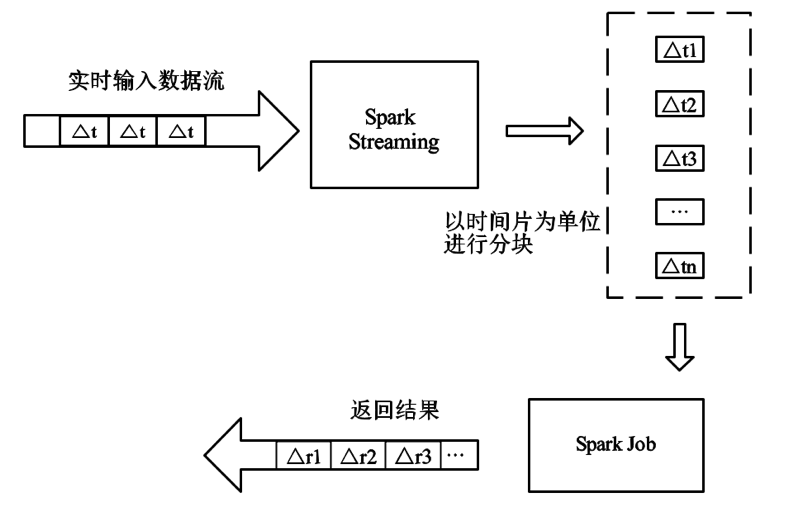 实时输入数据流
△t △t △t
Spark
Streaming
以时间片为单位
进行分块
△t1
△t2
△t3
…
△tn
Spark Job
返回结果
△r1 △r2 △r3 …